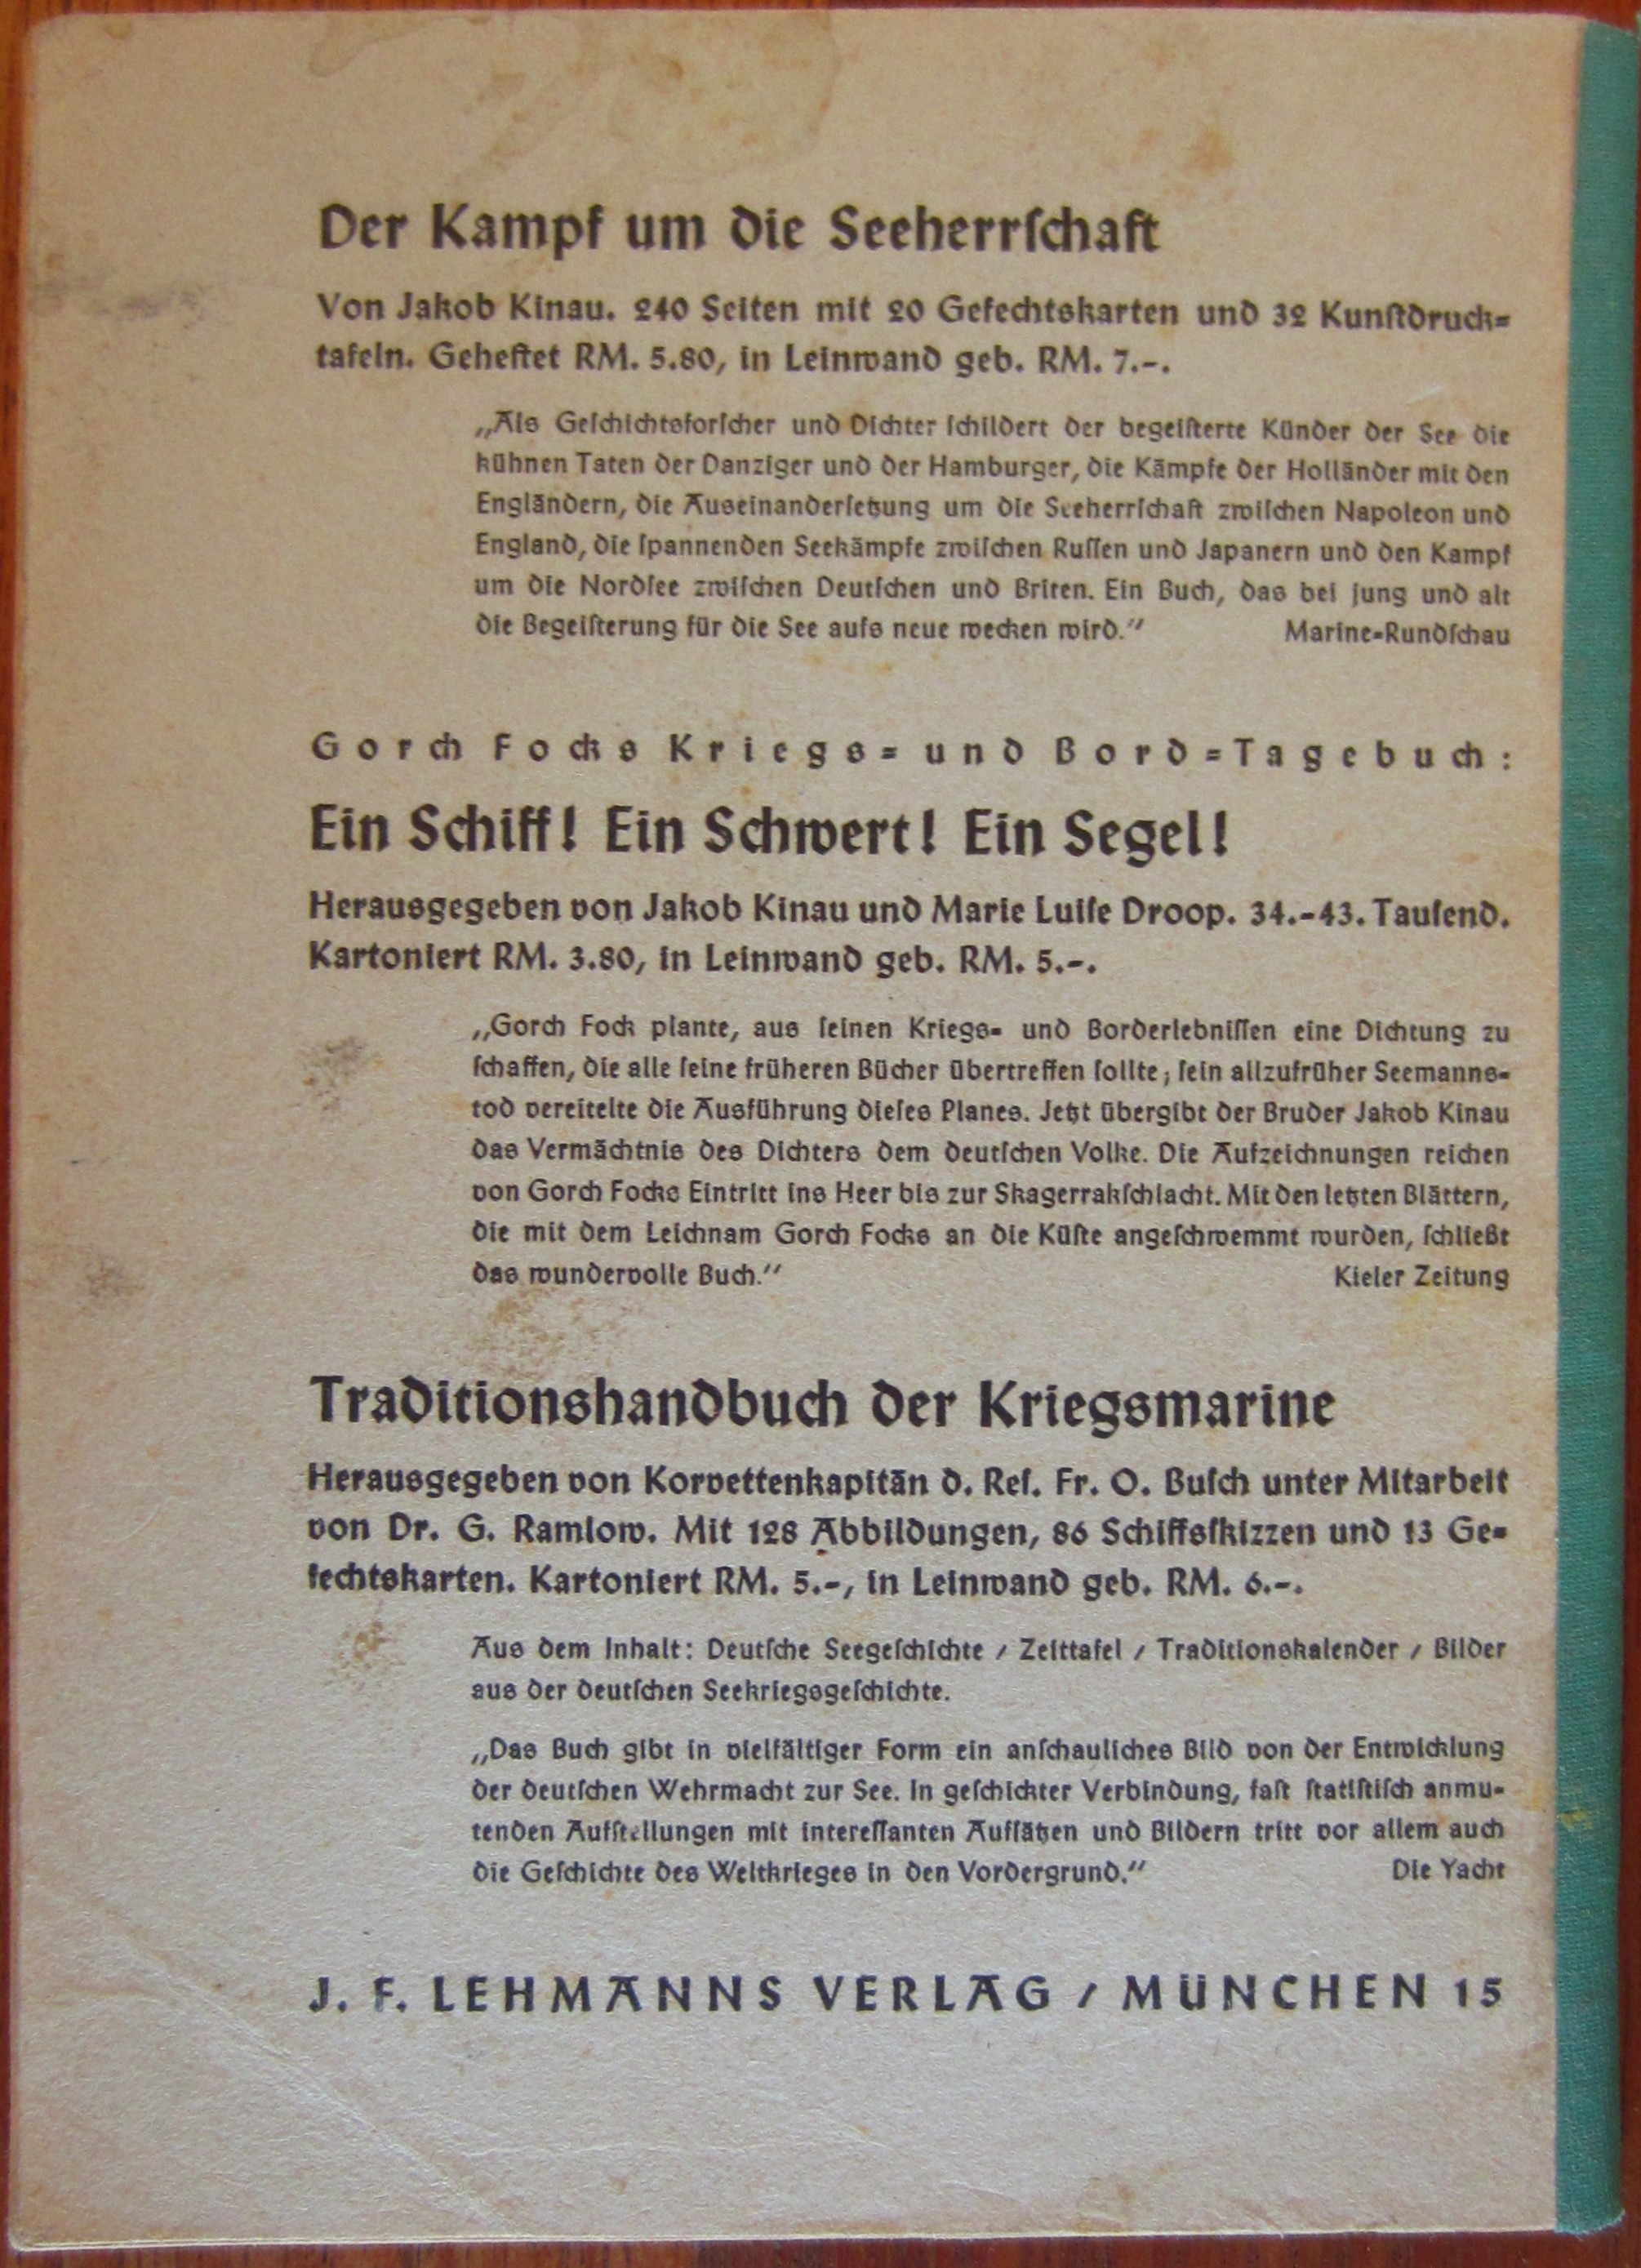 Der Kampf um die Seeherrſchaft
Von Jakob Kinau. 240 Seiten mit 20 Gefechtskarten und 32 Kunſtdruck=
tafeln. Geheftet RM. 5.80, in Leinwand geb. RM. 7.-.
„Als Geſchichtsforſcher und Dichter ſchildert der begeiſterte Künder der See die
kühnen Taten der Danziger und der Hamburger, die Kämpfe der Holländer mit den
Engländern, die Auseinanderſetzung um die Seeherrſchaft zwiſchen Napoleon und
England, die ſpannenden Seekämpfe zwiſchen Ruſſen und Japanern und den Kampf
um die Nordſee zwiſchen Deutſchen und Briten. Ein Buch, das bei jung und alt
die Begeiſterung für die See aufs neue wecken wird.“ Marine=Rundſchau
Gorch Focks Kriegs= und Bord=Tagebuch:
Ein Schiff! Ein Schwert! Ein Segel!
Herausgegeben von Jakob Kinau und Marie Luiſe Droop. 34.-43. Tauſend.
Kartoniert RM. 3.80, in Leinwand geb. RM. 5.-.
„Gorch Fock plante, aus ſeinen Kriegs= und Borderlebniſſen eine Dichtung zu
ſchaffen, die alle ſeine früheren Bücher übertreffen ſollte; ſein allzufrüher Seemanns=
tod vereitelte die Ausführung dieſes Planes. Jetzt übergibt der Bruder Jakob Kinau
das Vermächtnis des Dichters dem deutſchen Volke. Die Aufzeichnungen reichen
von Gorch Focks Eintritt ins Heer bis zur Skagerrakſchlacht. Mit den letzten Blättern,
die mit dem Leichnam Gorch Focks an die Küſte angeſchwemmt wurden, ſchließt
das wundervolle Buch.“ Kieler Zeitung
Traditionshandbuch der Kriegsmarine
Herausgegeben von Korvettenkapitän d. Reſ. Fr. O. Buſch unter Mitarbeit
von Dr. G. Ramlow. Mit 128 Abbildungen, 86 Schiffsſkizzen und 13 Ge=
fechtskarten. Kartoniert RM. 5.-, in Leinwand geb. RM. 6.-.
Aus dem Inhalt: Deutſche Seegeſchichte / Zeittafel / Traditionskalender / Bilder
aus der deutſchen Seekriegsgeſchichte.
„Das Buch gibt in vielfältiger Form ein anſchauliches Bild von der Entwicklung
der deutſchen Wehrmacht zur See. In geſchickter Verbindung, faſt ſtatiſtiſch anmu=
tenden Aufſtellungen mit intereſſanten Aufſätzen und Bildern tritt vor allem auch
die Geſchichte des Weltkrieges in den Vordergrund.“ Die Yacht
J. F. LEHMANNS VERLAG / MÜNCHEN 15